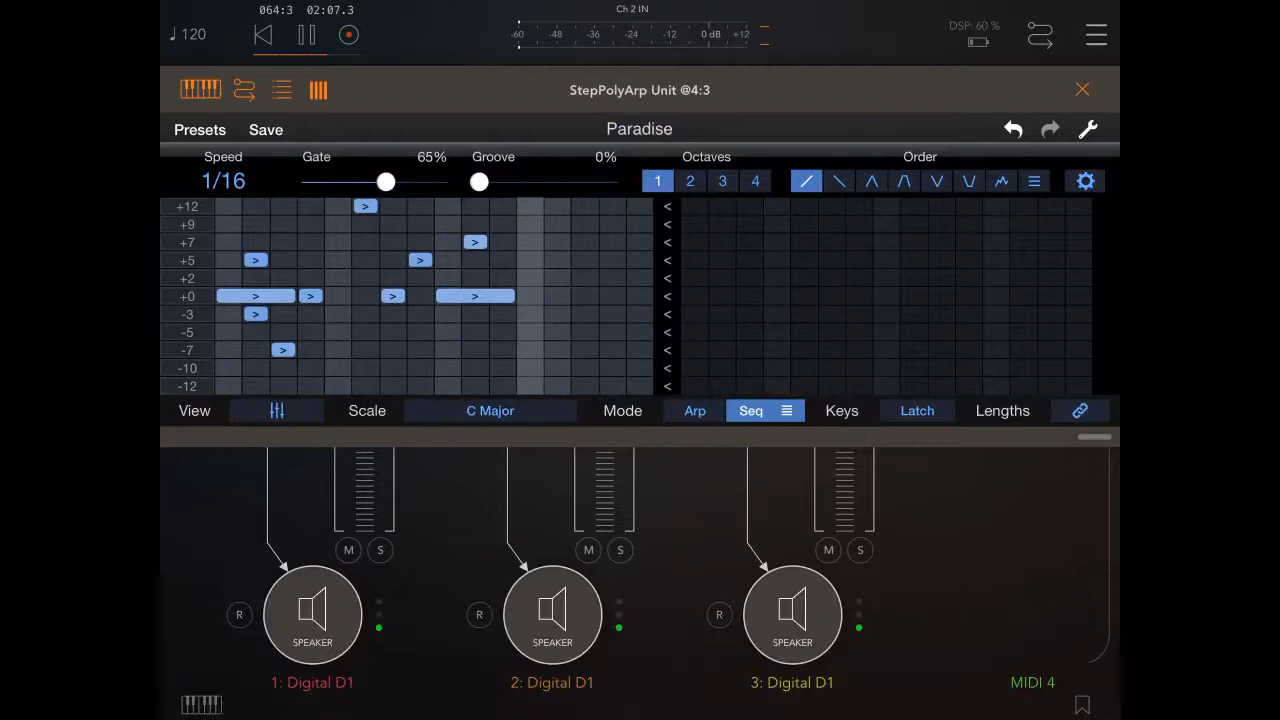 064:3 02:07.3
Ch 2 IN
120
-60 -48 -36 -24 -12 0 dB +12
DSP: 60 %
StepPolyArp Unit @4:3
Presets Save Paradise
Speed Gate 65% Groove 0% Octaves Order
1/16 1 2 3 4
+12 <
+9 <
+7 <
+5 <
+2 <
+0 <
-3 <
-5 <
-7 <
-10 <
-12 <
View Scale C Major Mode Arp Seq Keys Latch Lengths
M S M S M S
R R R
SPEAKER SPEAKER SPEAKER
1: Digital D1 2: Digital D1 3: Digital D1 MIDI 4